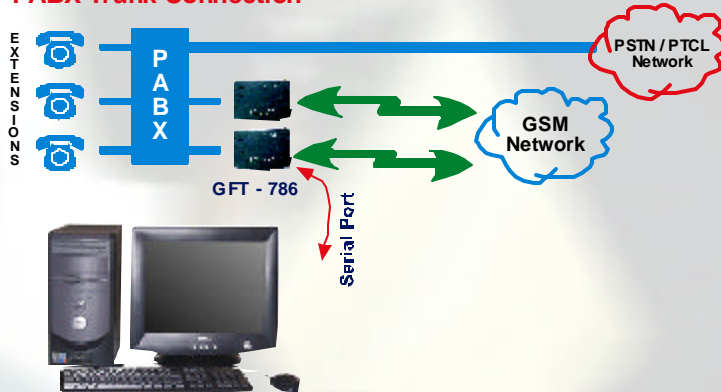 PABX Trunk Connection
EXTENSIONS
PABX
PSTN / PTCL
Network
GSM
Network
GFT - 786
Serial Port